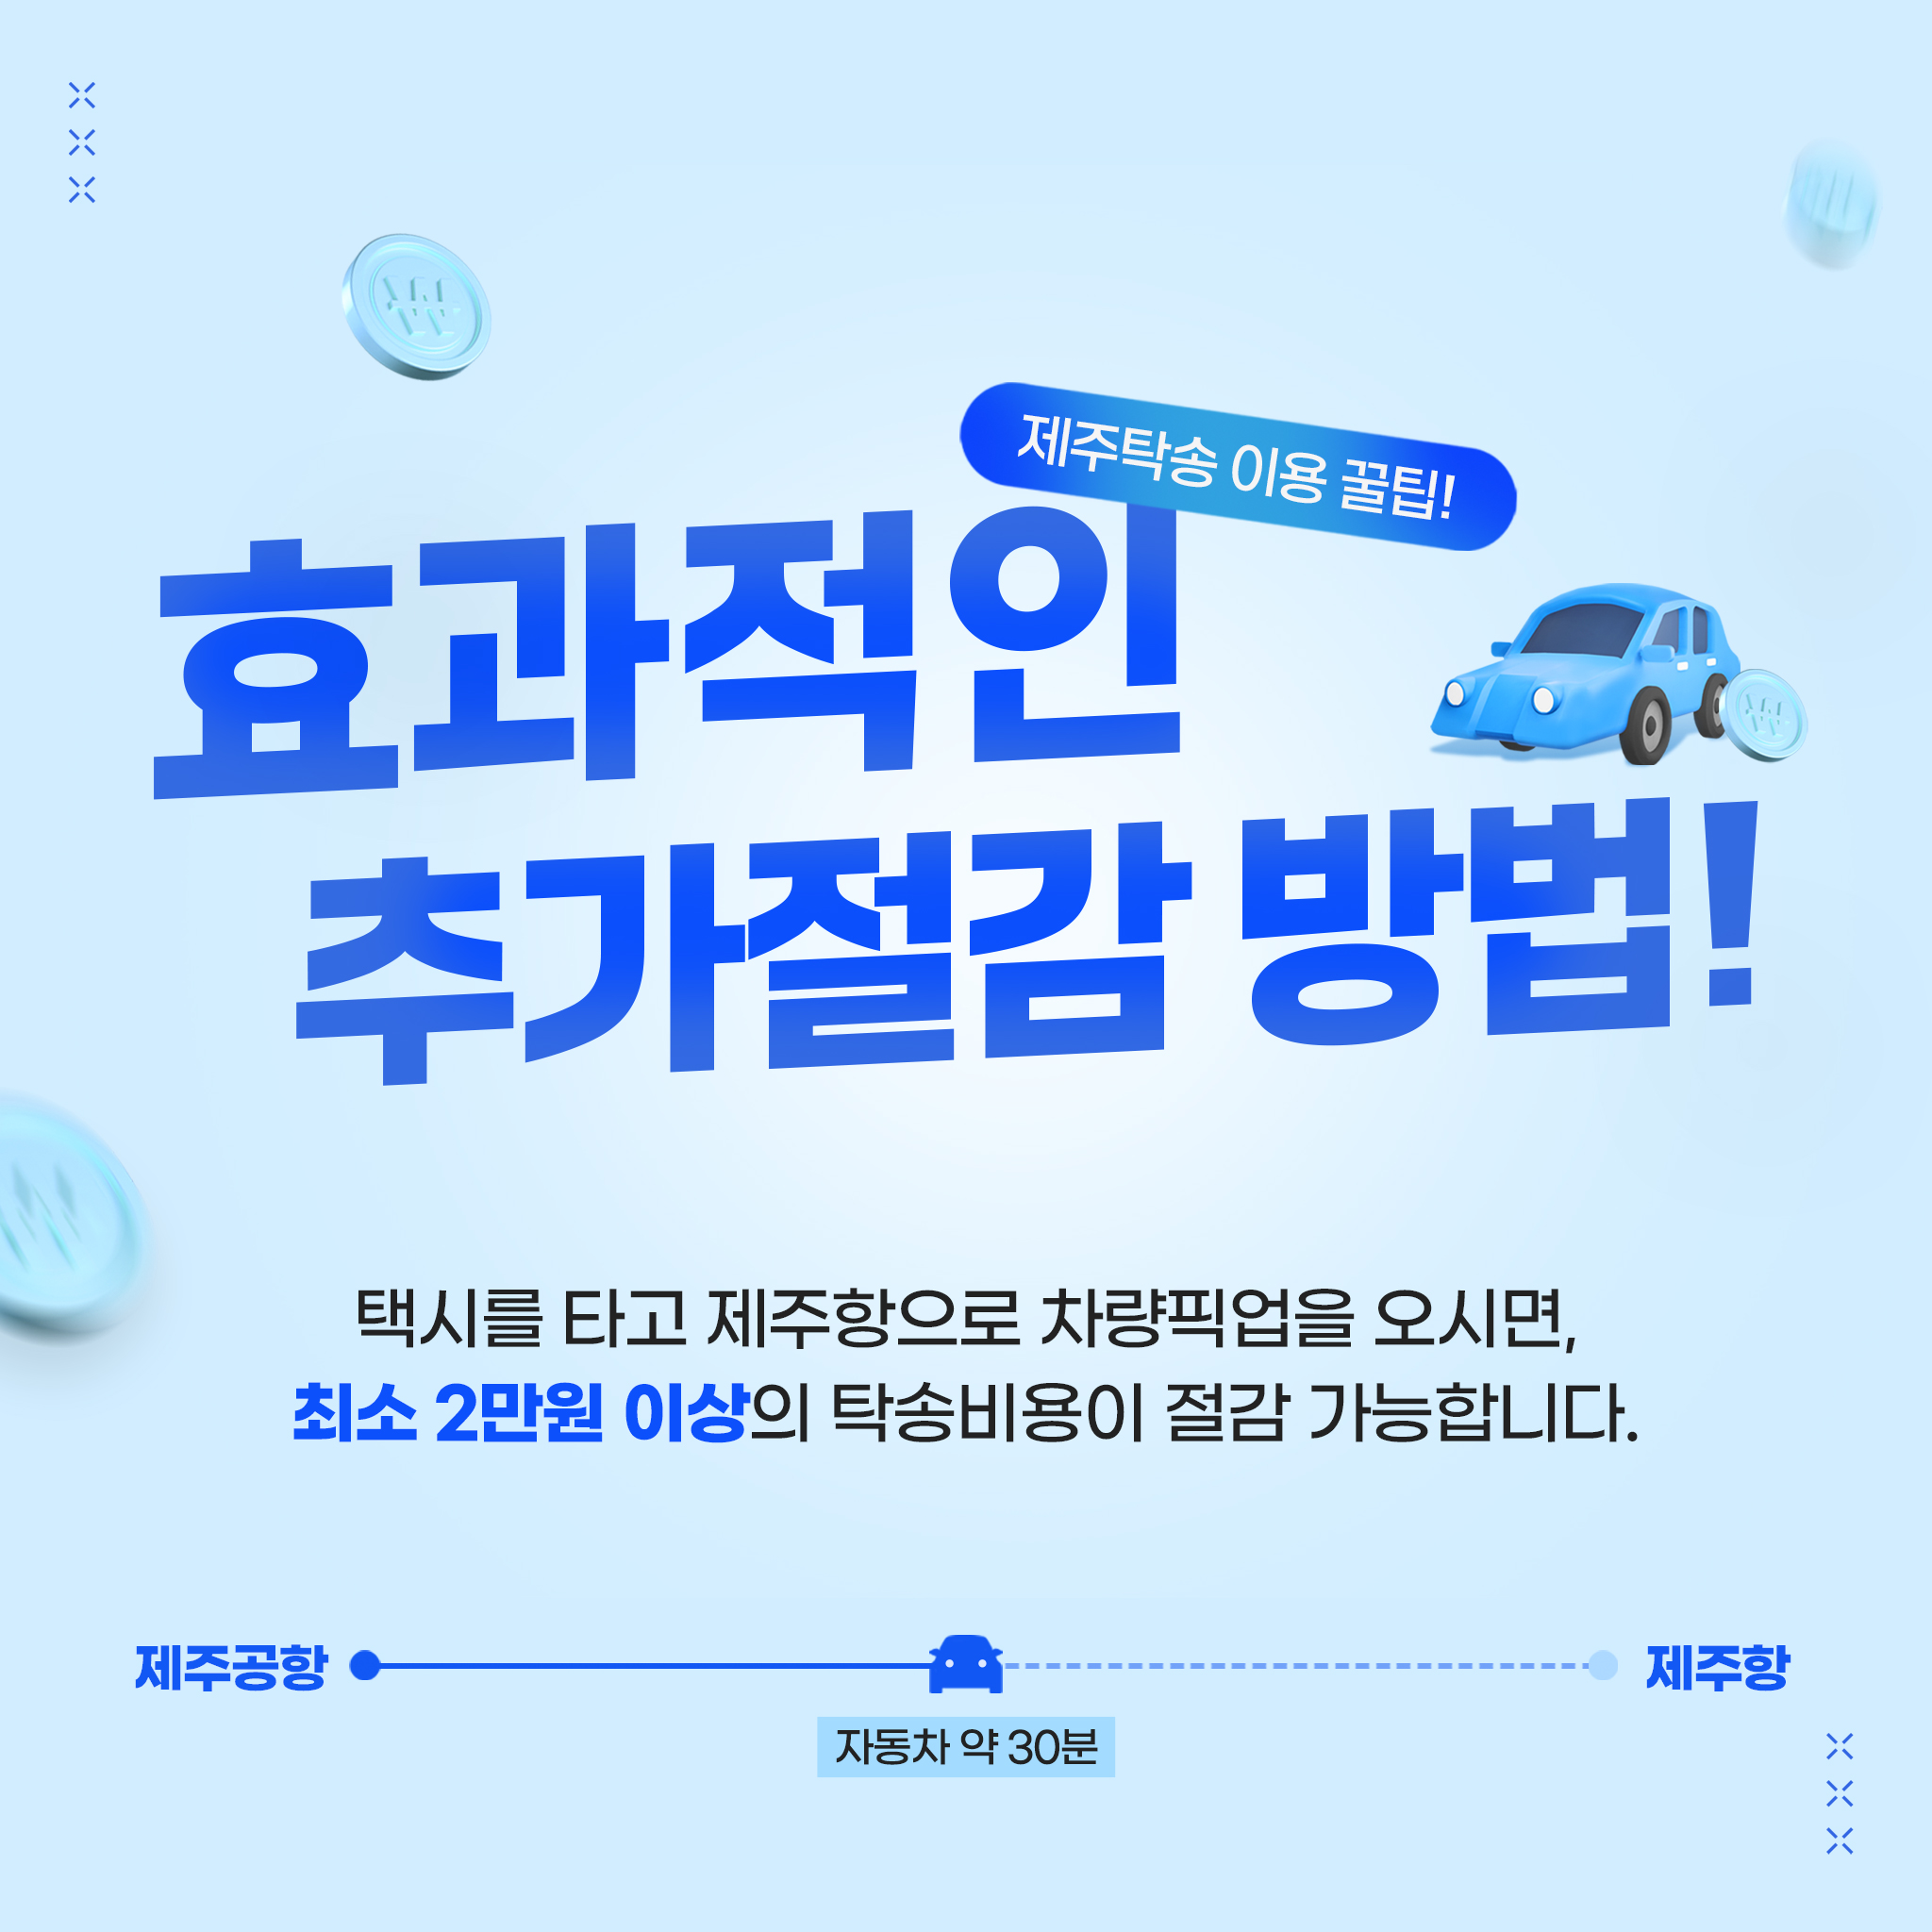 제주탁송 이용 꿀팁!
효과적인
추가절감 방법!
택시를 타고 제주항으로 차량픽업을 오시면,
최소 2만원 이상의 탁송비용이 절감 가능합니다.
제주공항 제주항
자동차 약 30분